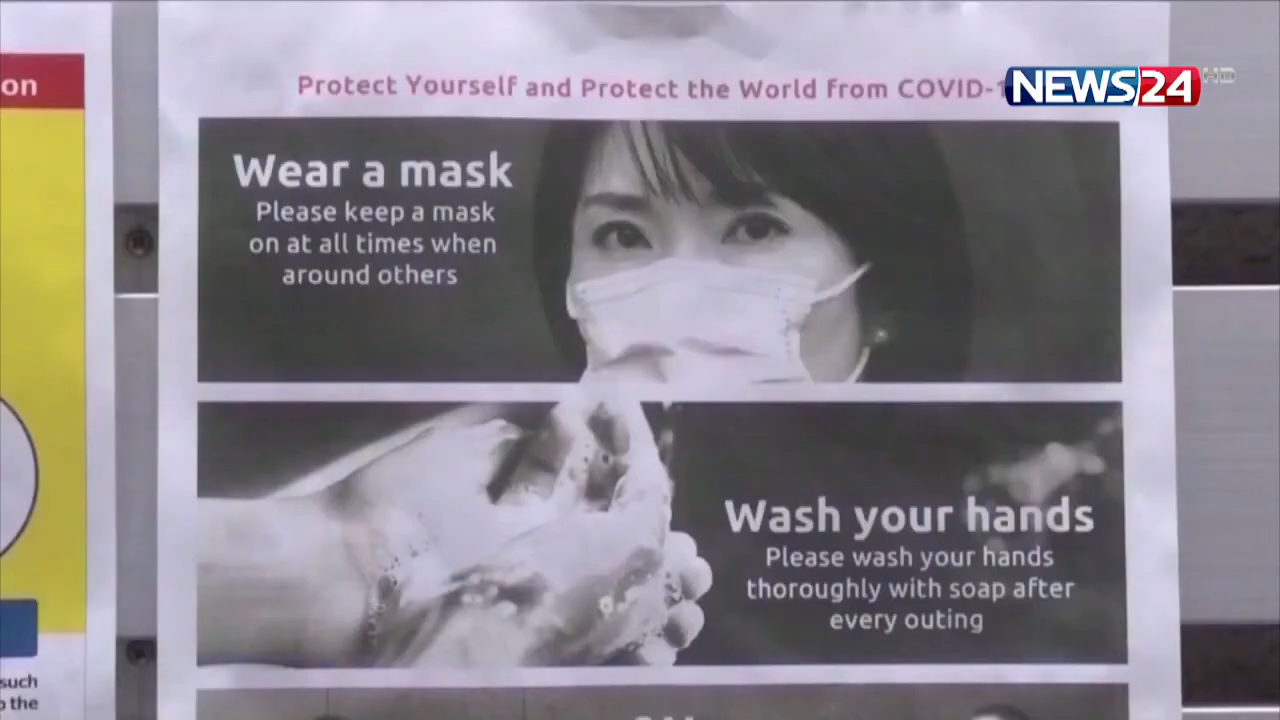 on
Protect Yourself and Protect the World from COVID-1
NEWS24 HD
Wear a mask
Please keep a mask
on at all times when
around others
Wash your hands
Please wash your hands
thoroughly with soap after
every outing
such
the